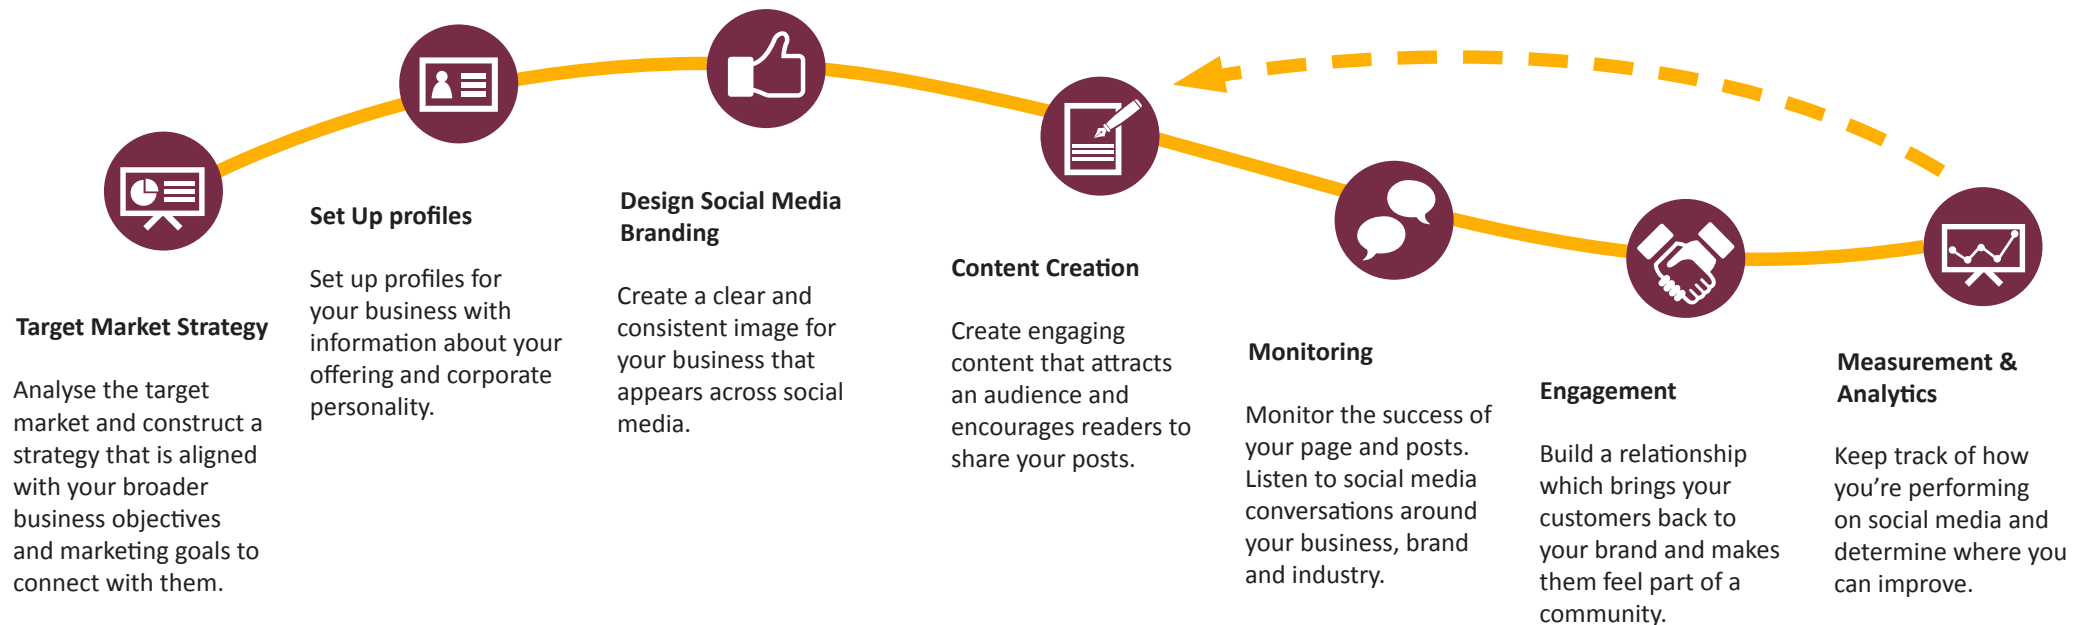 Target Market Strategy
Analyse the target
market and construct a
strategy that is aligned
with your broader
business objectives
and marketing goals to
connect with them.
Set Up profiles
Set up profiles for
your business with
information about your
offering and corporate
personality.
Design Social Media
Branding
Create a clear and
consistent image for
your business that
appears across social
media.
Content Creation
Create engaging
content that attracts
an audience and
encourages readers to
share your posts.
Monitoring
Monitor the success of
your page and posts.
Listen to social media
conversations around
your business, brand
and industry.
Engagement
Build a relationship
which brings your
customers back to
your brand and makes
them feel part of a
community.
Measurement &
Analytics
Keep track of how
you’re performing
on social media and
determine where you
can improve.